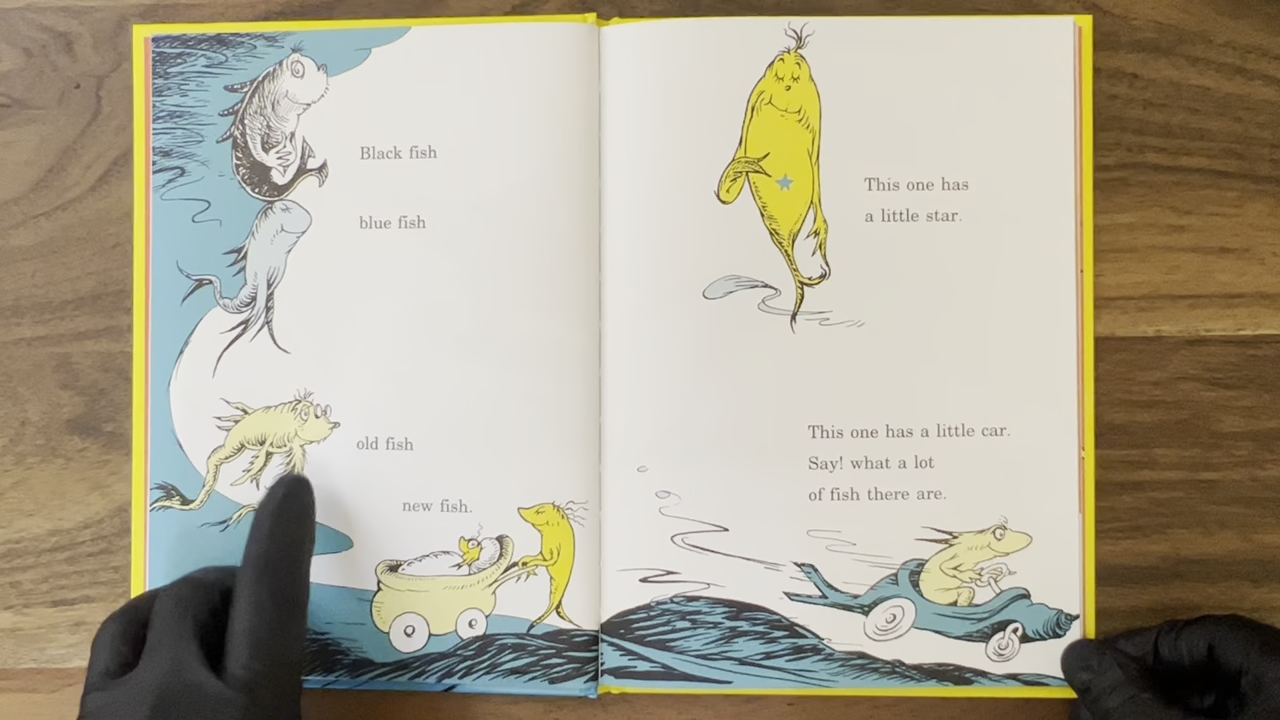 Black fish
blue fish
old fish
new fish.
This one has
a little star.
This one has a little car.
Say! what a lot
of fish there are.